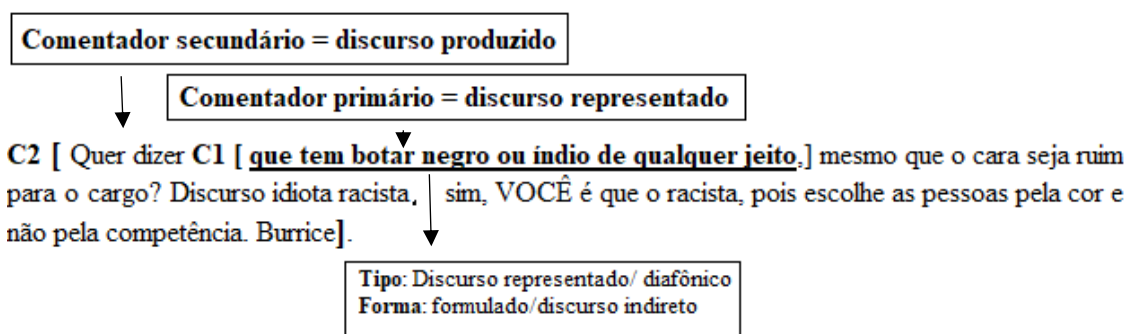 Comentador secundário = discurso produzido
Comentador primário = discurso representado
C2 [ Quer dizer C1 [ que tem botar negro ou índio de qualquer jeito,] mesmo que o cara seja ruim
para o cargo? Discurso idiota racista, sim, VOCÊ é que o racista, pois escolhe as pessoas pela cor e
não pela competência. Burrice].
Tipo: Discurso representado/ diafônico
Forma: formulado/discurso indireto